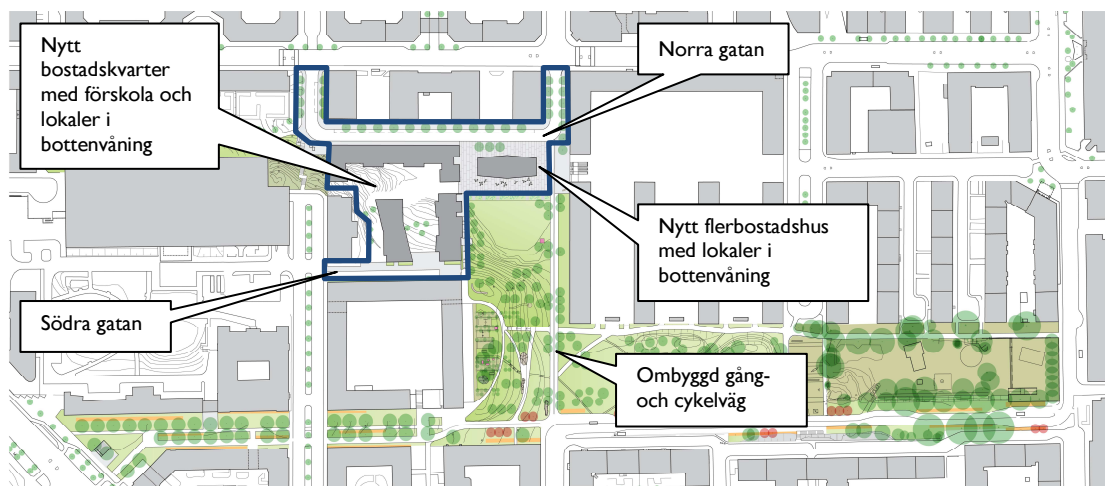 Nytt
bostadskvarter
med förskola och
lokaler i
bottenvåning
Norra gatan
Nytt flerbostadshus
med lokaler i
bottenvåning
Södra gatan
Ombyggd gång-
och cykelväg